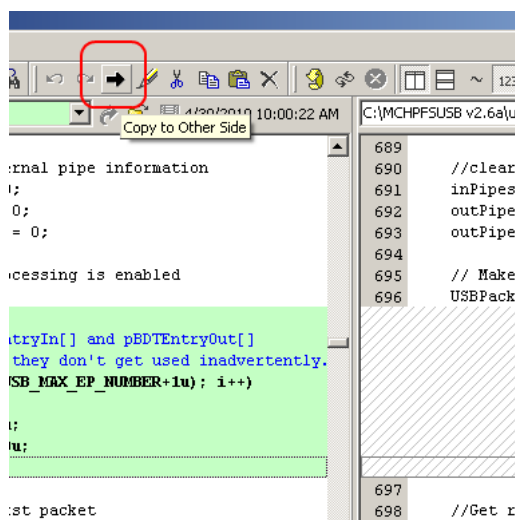 123
4/20/2010 10:00:22 AM
C:\MCHPFSUSB v2.6a\u
Copy to Other Side
ernal pipe information
0;
= 0;
ocessing is enabled
ntryIn[] and pBDTEntryOut[]
they don't get used inadvertently.
USB_MAX_EP_NUMBER+1u); i++)
0u;
st packet
689
690 //clear
691 inPipes
692 outPipe
693 outPipe
694
695 // Make
696 USBPack
697
698 //Get r